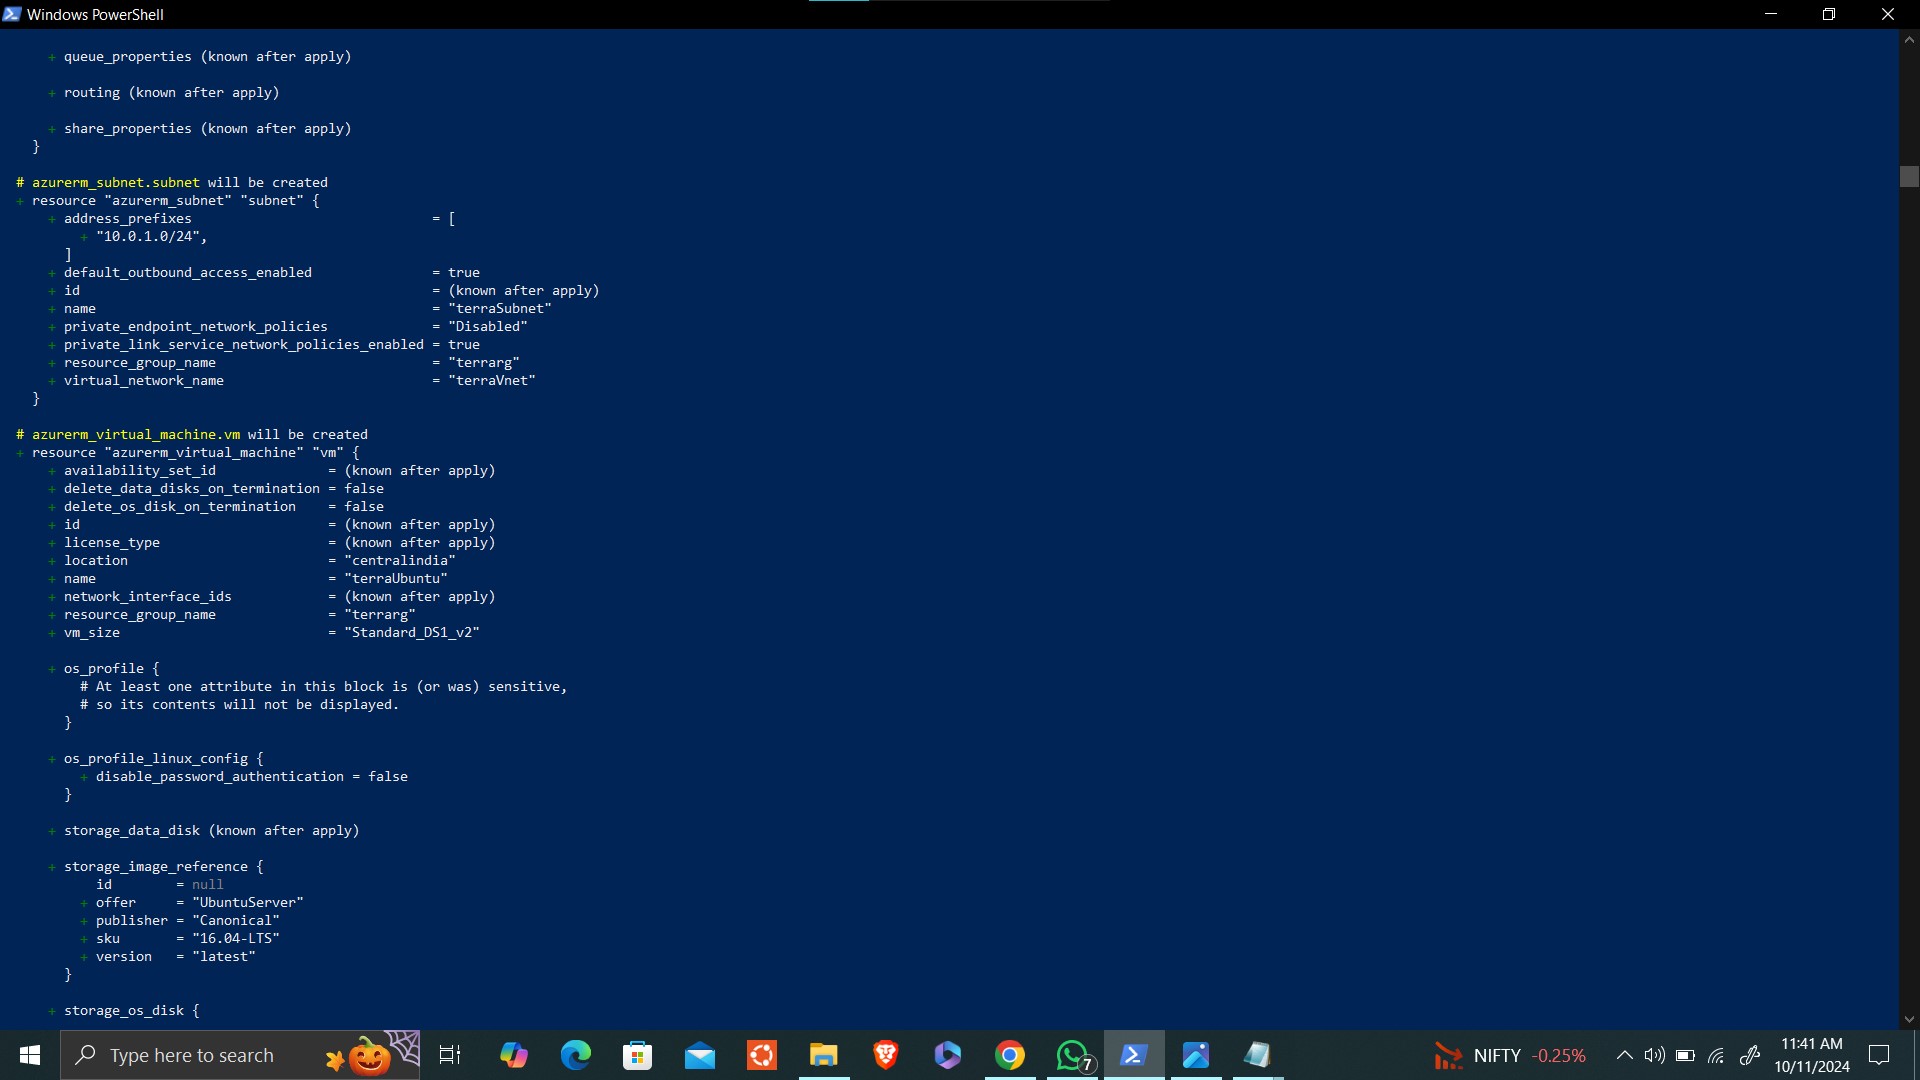 Windows PowerShell
+ queue_properties (known after apply)
+ routing (known after apply)
+ share_properties (known after apply)
}
# azurerm_subnet.subnet will be created
+ resource "azurerm_subnet" "subnet" {
+ address_prefixes = [
+ "10.0.1.0/24",
]
+ default_outbound_access_enabled = true
+ id = (known after apply)
+ name = "terraSubnet"
+ private_endpoint_network_policies = "Disabled"
+ private_link_service_network_policies_enabled = true
+ resource_group_name = "terrarg"
+ virtual_network_name = "terraVnet"
}
# azurerm_virtual_machine.vm will be created
+ resource "azurerm_virtual_machine" "vm" {
+ availability_set_id = (known after apply)
+ delete_data_disks_on_termination = false
+ delete_os_disk_on_termination = false
+ id = (known after apply)
+ license_type = (known after apply)
+ location = "centralindia"
+ name = "terraUbuntu"
+ network_interface_ids = (known after apply)
+ resource_group_name = "terrarg"
+ vm_size = "Standard_DS1_v2"
+ os_profile {
# At least one attribute in this block is (or was) sensitive,
# so its contents will not be displayed.
}
+ os_profile_linux_config {
+ disable_password_authentication = false
}
+ storage_data_disk (known after apply)
+ storage_image_reference {
id = null
+ offer = "UbuntuServer"
+ publisher = "Canonical"
+ sku = "16.04-LTS"
+ version = "latest"
}
+ storage_os_disk {
Type here to search
7
NIFTY -0.25%
11:41 AM
10/11/2024